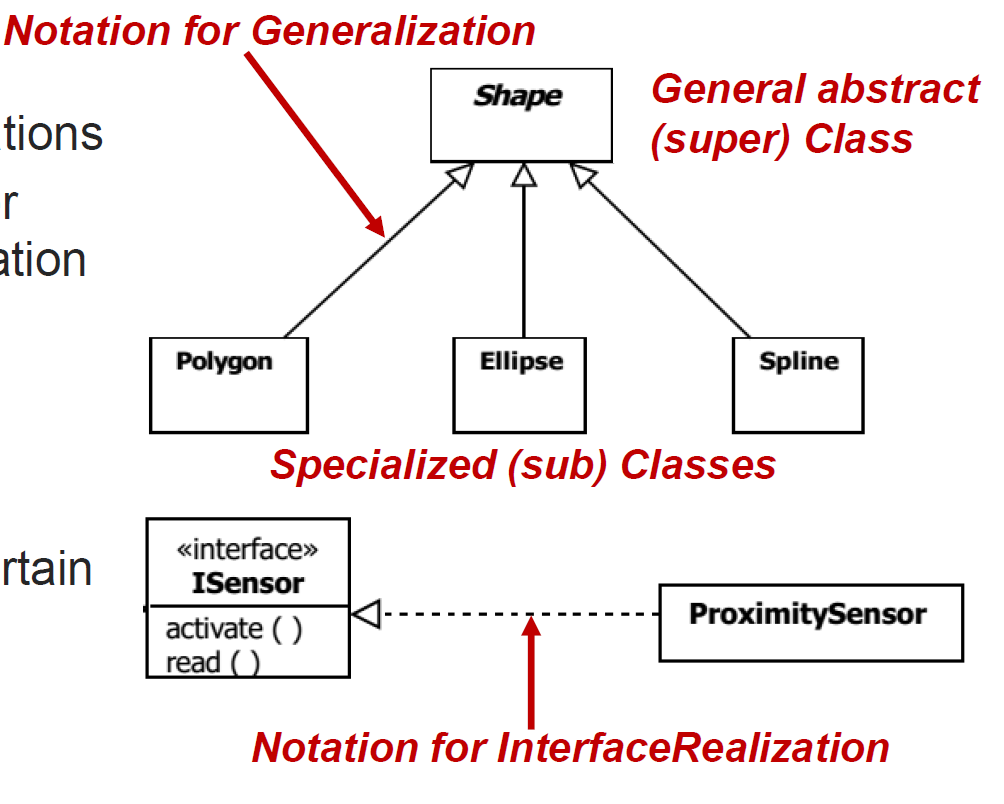 Notation for Generalization
Shape
General abstract
(super) Class
tions
r
ation
Polygon
Ellipse
Spline
Specialized (sub) Classes
«interface»
ISensor
activate ( )
read ( )
rtain
ProximitySensor
Notation for InterfaceRealization